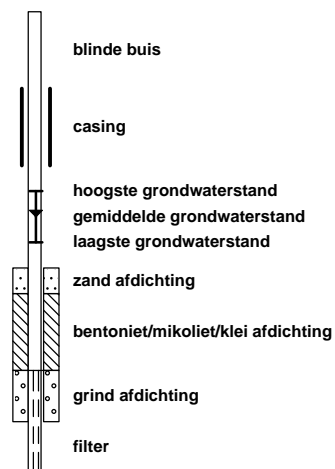 blinde buis
casing
hoogste grondwaterstand
gemiddelde grondwaterstand
laagste grondwaterstand
zand afdichting
bentoniet/mikoliet/klei afdichting
grind afdichting
filter